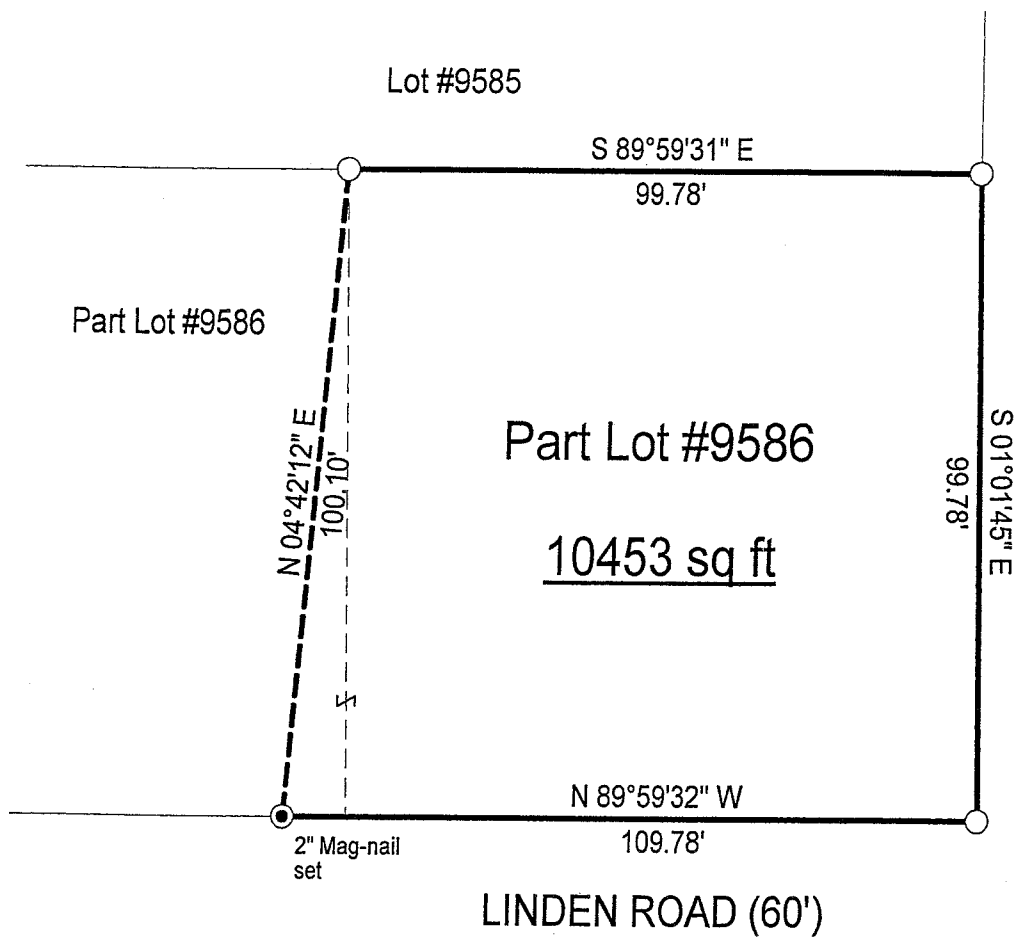 Lot #9585
S 89°59'31" E
99.78'
Part Lot #9586
N 04°42'12" E
100.10'
Part Lot #9586
10453 sq ft
S 01°01'45" E
99.78'
N 89°59'32" W
109.78'
2" Mag-nail
set
LINDEN ROAD (60')